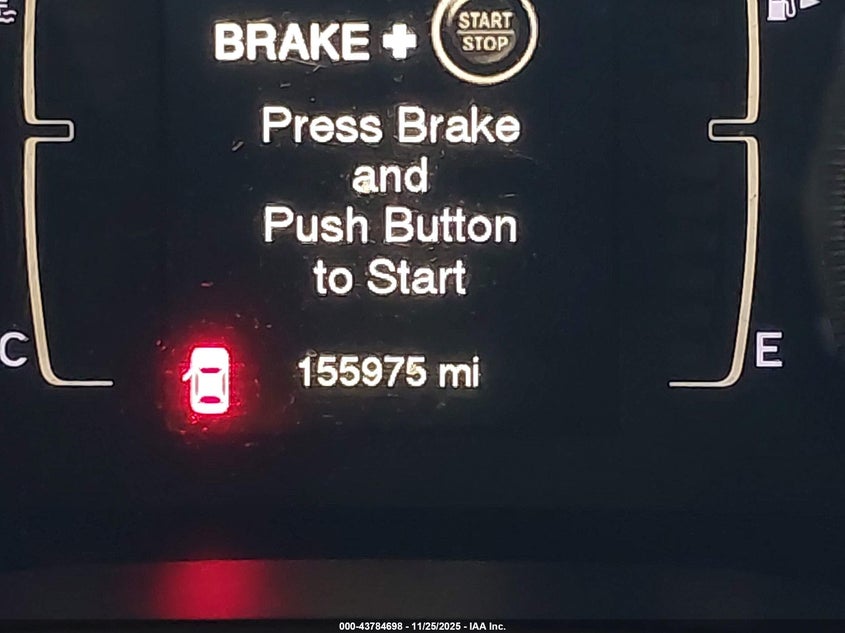 BRAKE + START
STOP
Press Brake
and
Push Button
to Start
C
E
155975 mi
000-43784698 - 11/25/2025 - IAA Inc.